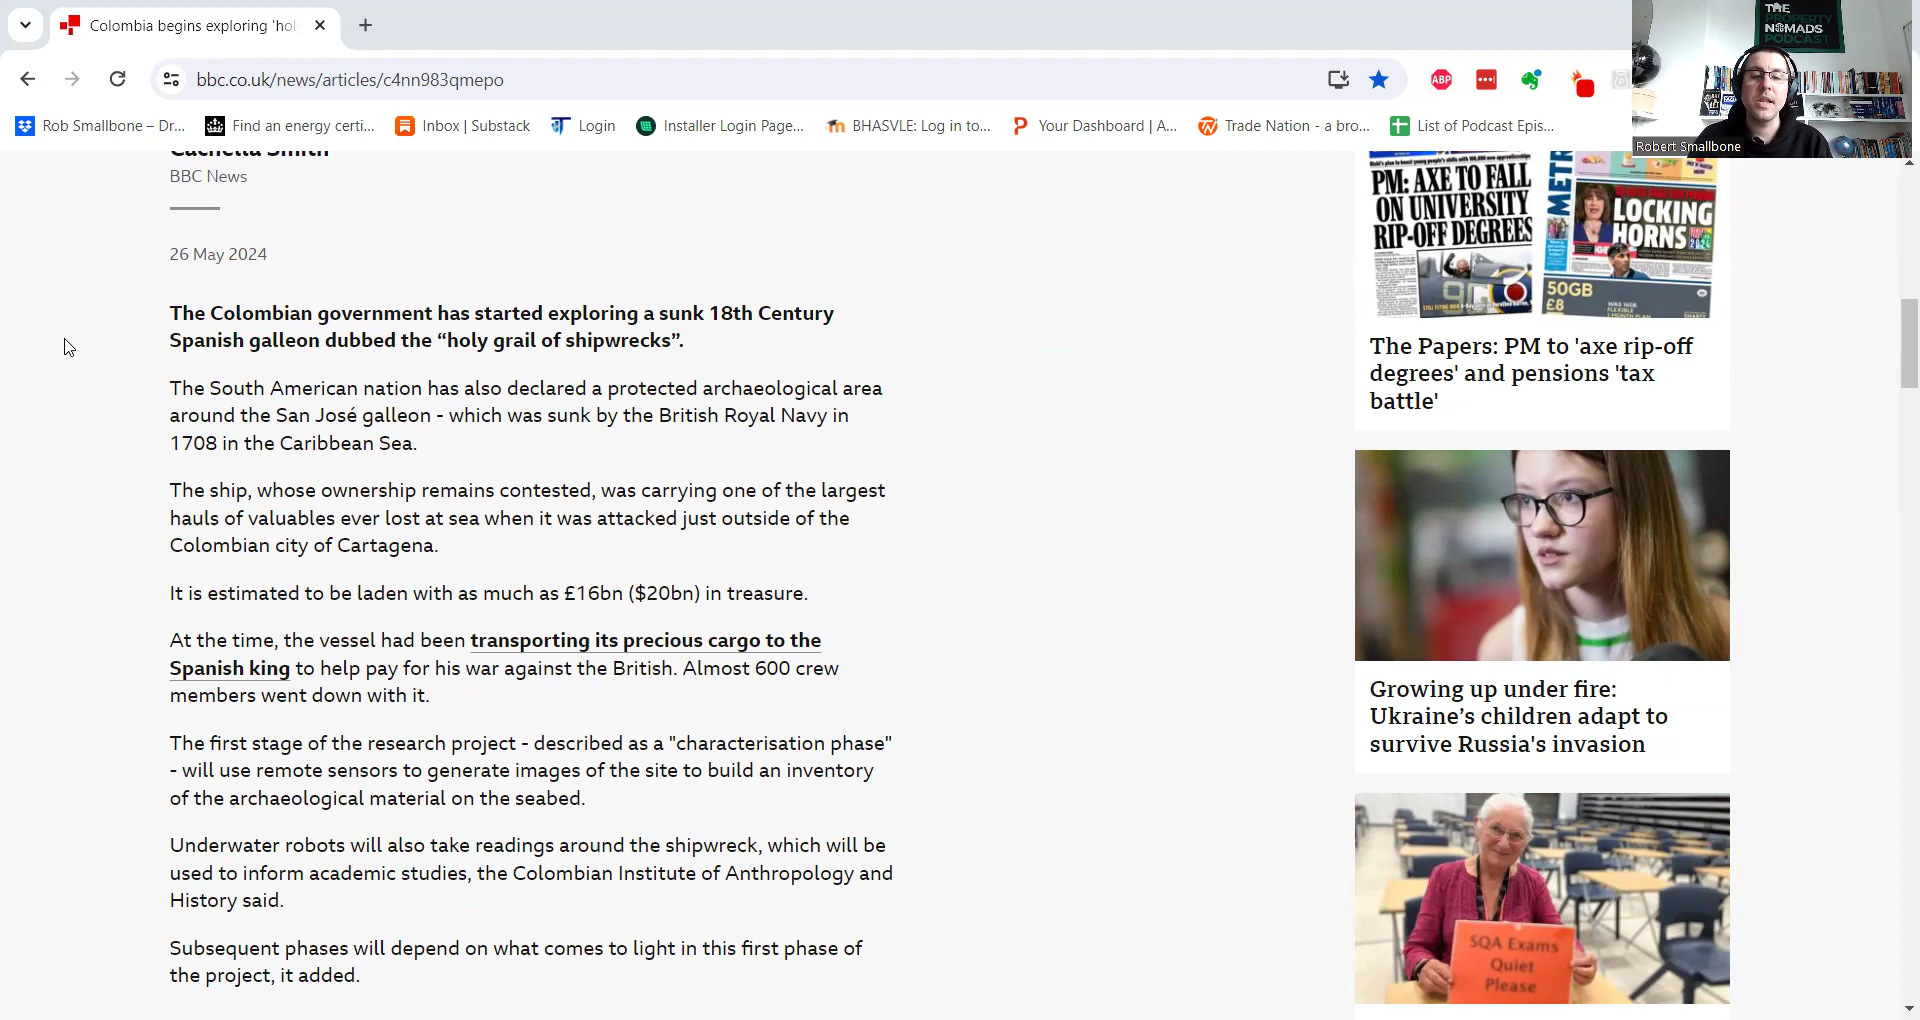 Colombia begins exploring 'hol
bbc.co.uk/news/articles/c4nn983qmepo
ABP
Rob Smallbone – Dr...
Find an energy certi...
Inbox | Substack
Login
Installer Login Page...
BHASVLE: Log in to...
Your Dashboard | A...
Trade Nation - a bro...
List of Podcast Epis...
THE
PROPERTY
NOMADS
PODCAST
Robert Smallbone
Cachella Smith
BBC News
26 May 2024
The Colombian government has started exploring a sunk 18th Century
Spanish galleon dubbed the “holy grail of shipwrecks”.
The South American nation has also declared a protected archaeological area
around the San José galleon - which was sunk by the British Royal Navy in
1708 in the Caribbean Sea.
The ship, whose ownership remains contested, was carrying one of the largest
hauls of valuables ever lost at sea when it was attacked just outside of the
Colombian city of Cartagena.
It is estimated to be laden with as much as £16bn ($20bn) in treasure.
At the time, the vessel had been transporting its precious cargo to the
Spanish king to help pay for his war against the British. Almost 600 crew
members went down with it.
The first stage of the research project - described as a "characterisation phase"
- will use remote sensors to generate images of the site to build an inventory
of the archaeological material on the seabed.
Underwater robots will also take readings around the shipwreck, which will be
used to inform academic studies, the Colombian Institute of Anthropology and
History said.
Subsequent phases will depend on what comes to light in this first phase of
the project, it added.
PM: AXE TO FALL
ON UNIVERSITY
RIP-OFF DEGREES
METR
LOCKING
HORNS
50GB
£8
The Papers: PM to 'axe rip-off
degrees' and pensions 'tax
battle'
Growing up under fire:
Ukraine’s children adapt to
survive Russia's invasion
SQA Exams
Quiet
Please